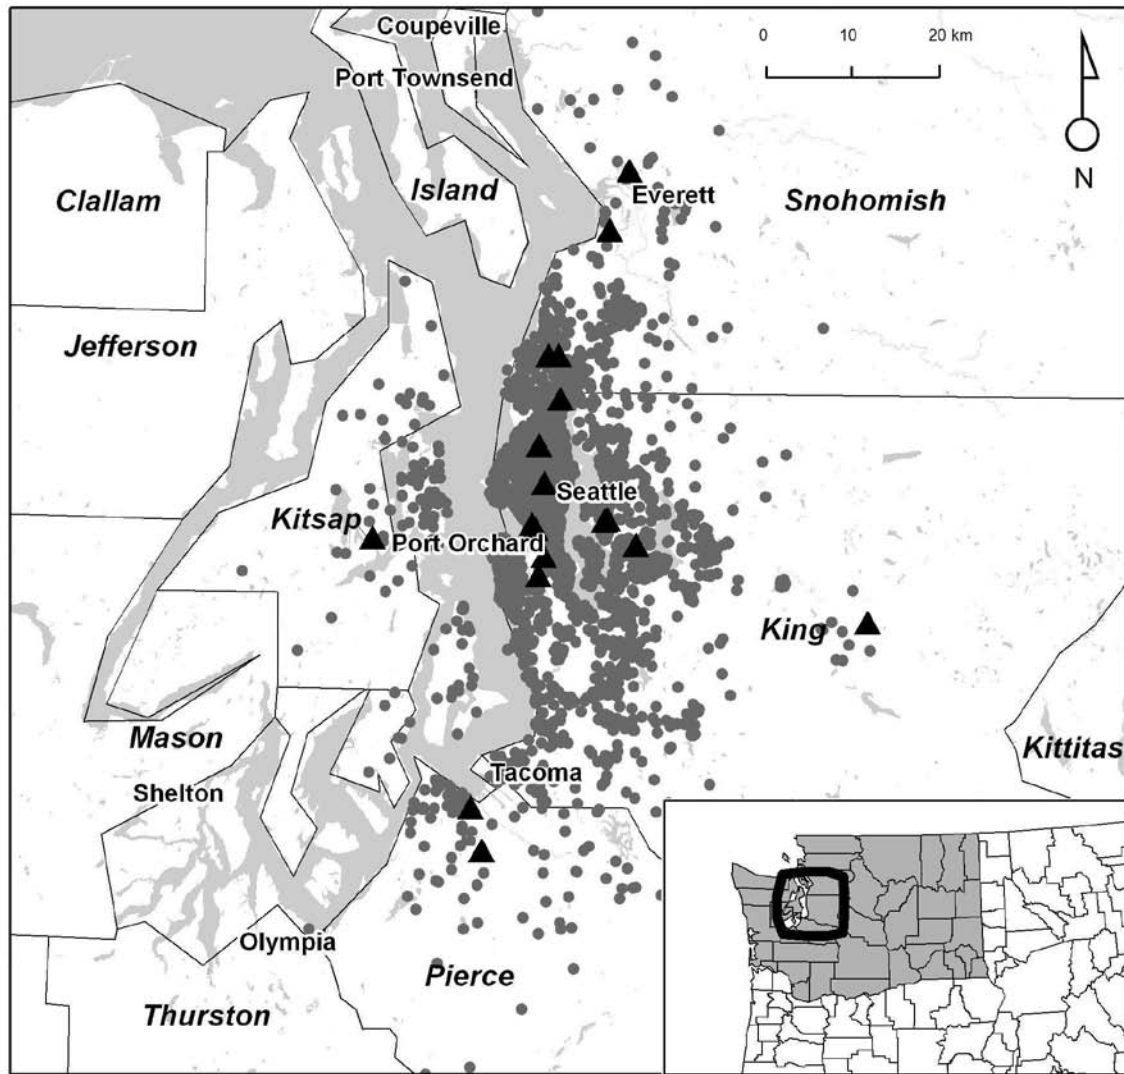 Coupeville
0 10 20 km
Port Townsend
N
Clallam
Island
Everett
Snohomish
Jefferson
Seattle
Kitsap
Port Orchard
King
Mason
Kittitas
Tacoma
Shelton
Olympia
Pierce
Thurston